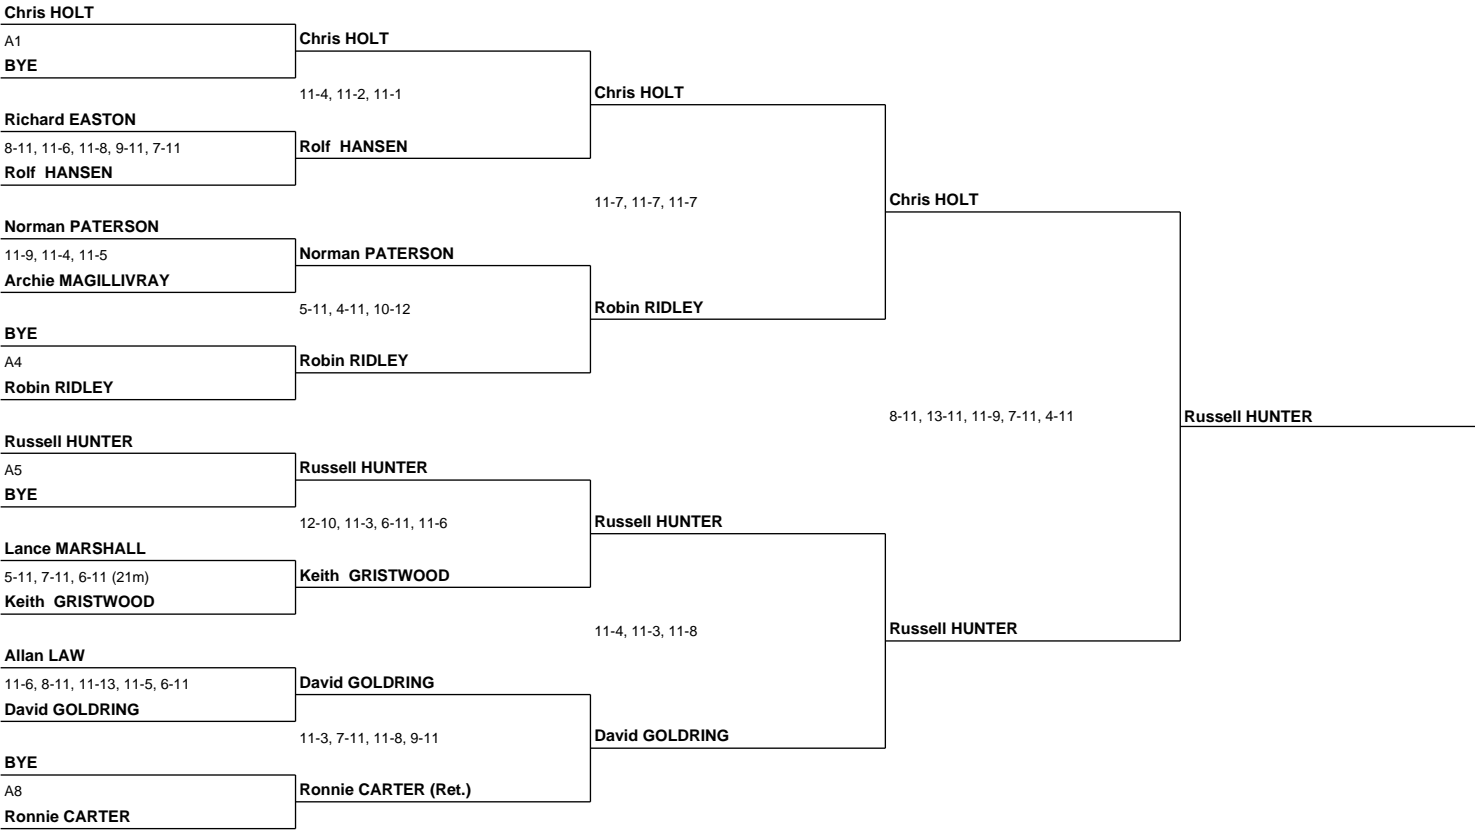 Chris HOLT
A1
BYE
Richard EASTON
8-11, 11-6, 11-8, 9-11, 7-11
Rolf  HANSEN
Norman PATERSON
11-9, 11-4, 11-5
Archie MAGILLIVRAY
BYE
A4
Robin RIDLEY
Russell HUNTER
A5
BYE
Lance MARSHALL
5-11, 7-11, 6-11 (21m)
Keith  GRISTWOOD
Allan LAW
11-6, 8-11, 11-13, 11-5, 6-11
David GOLDRING
BYE
A8
Ronnie CARTER
Chris HOLT
11-4, 11-2, 11-1
Rolf  HANSEN
Norman PATERSON
5-11, 4-11, 10-12
Robin RIDLEY
Russell HUNTER
12-10, 11-3, 6-11, 11-6
Keith  GRISTWOOD
David GOLDRING
11-3, 7-11, 11-8, 9-11
Ronnie CARTER (Ret.)
Chris HOLT
11-7, 11-7, 11-7
Robin RIDLEY
Russell HUNTER
11-4, 11-3, 11-8
David GOLDRING
Chris HOLT
8-11, 13-11, 11-9, 7-11, 4-11
Russell HUNTER
Russell HUNTER